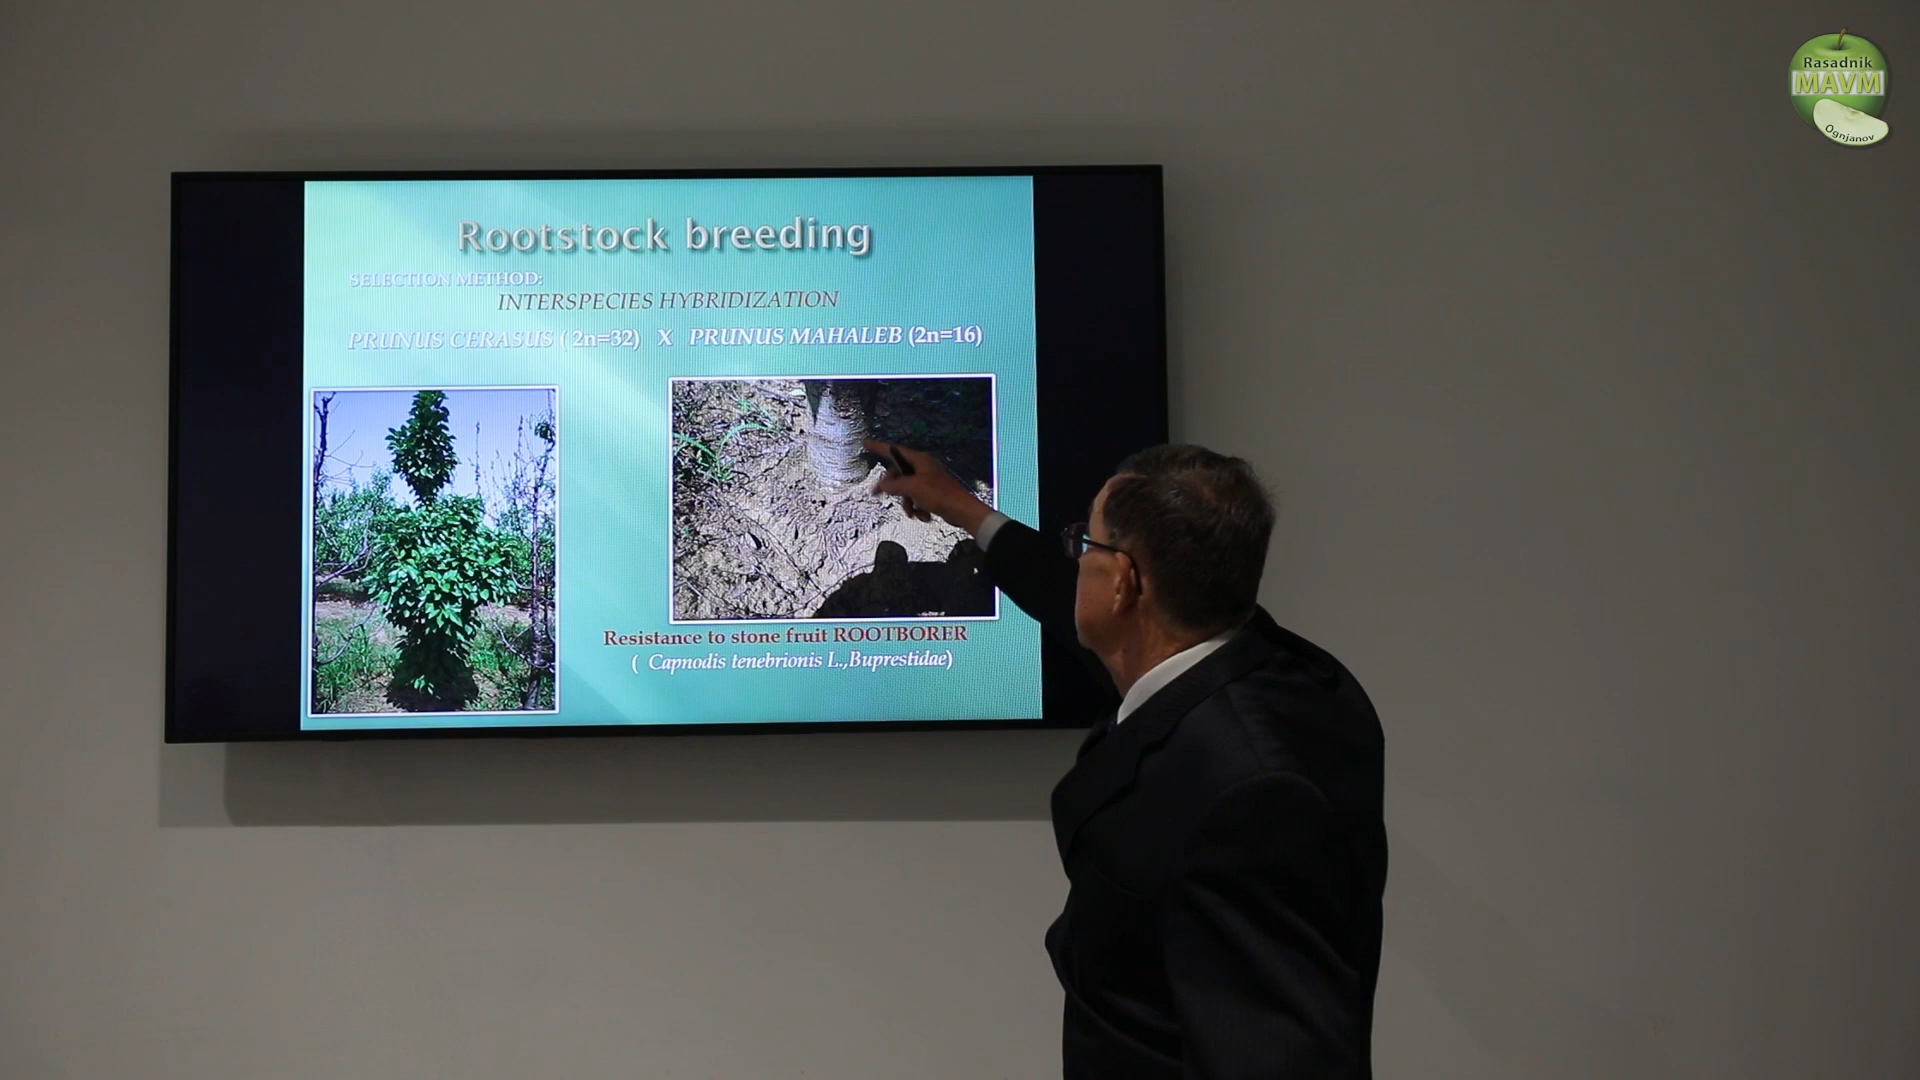 Rasadnik
MAVM
Ognjanov
Rootstock breeding
SELECTION METHOD:
INTERSPECIES HYBRIDIZATION
PRUNUS CERASUS ( 2n=32) X PRUNUS MAHALEB (2n=16)
Resistance to stone fruit ROOTBORER
( Capnodis tenebrionis L.,Buprestidae)